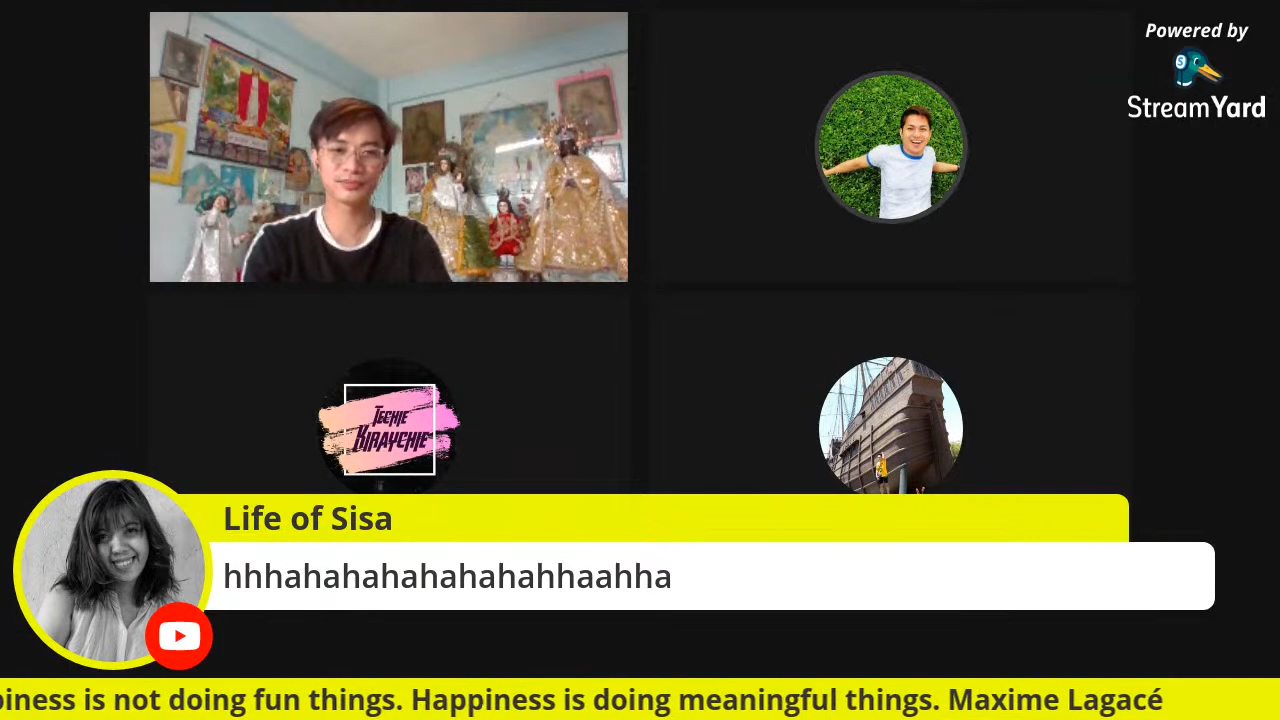 Powered by
StreamYard
TECHIE
KIRAYCHIE
Life of Sisa
hhhahahahahahahahhaahha
piness is not doing fun things. Happiness is doing meaningful things. Maxime Lagacé